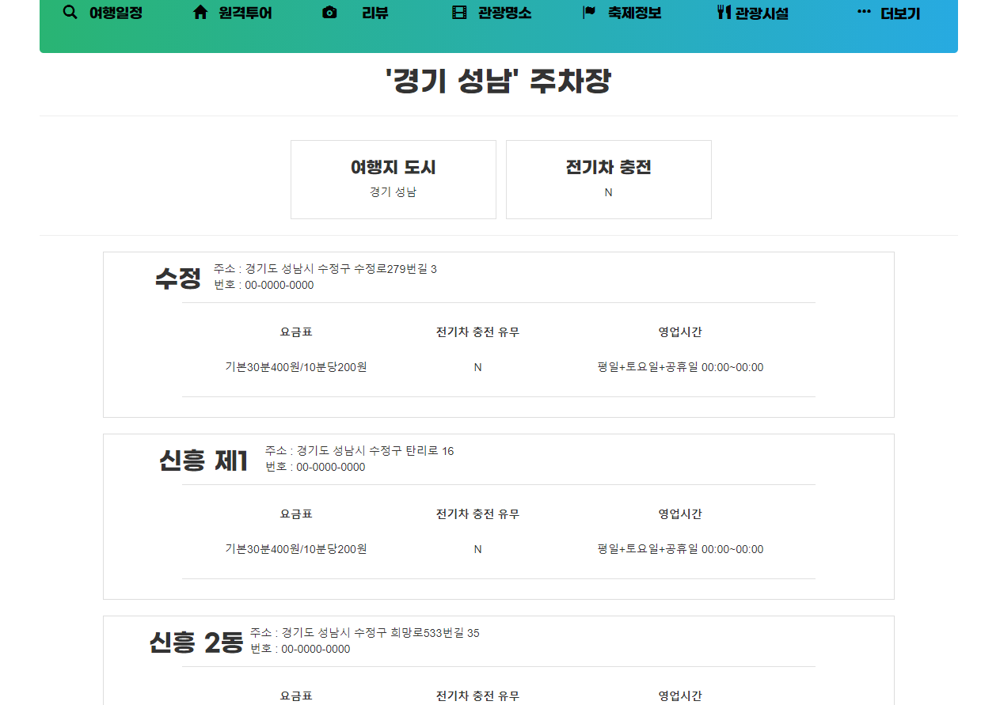 여행일정 원격투어 리뷰 관광명소 축제정보 관광시설 더보기
'경기 성남' 주차장
여행지 도시 전기차 충전
경기 성남 N
수정
주소 : 경기도 성남시 수정구 수정로279번길 3
번호 : 00-0000-0000
요금표 전기차 충전 유무 영업시간
기본30분400원/10분당200원 N 평일+토요일+공휴일 00:00~00:00
신흥 제1
주소 : 경기도 성남시 수정구 탄리로 16
번호 : 00-0000-0000
요금표 전기차 충전 유무 영업시간
기본30분400원/10분당200원 N 평일+토요일+공휴일 00:00~00:00
신흥 2동
주소 : 경기도 성남시 수정구 희망로533번길 35
번호 : 00-0000-0000
요금표 전기차 충전 유무 영업시간